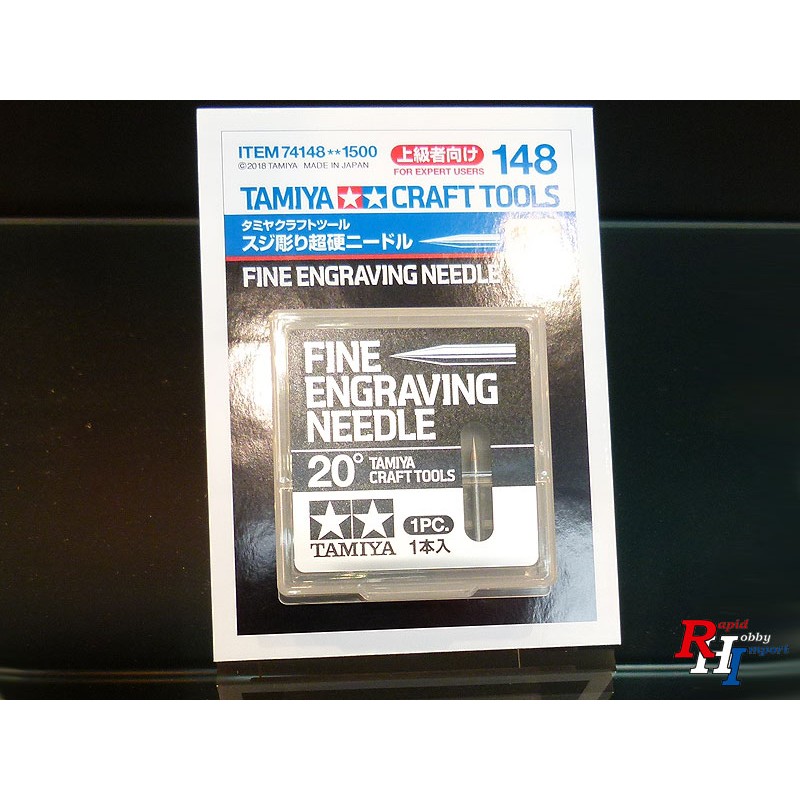 ITEM 74148★★1500
©2018 TAMIYA MADE IN JAPAN
上級者向け
FOR EXPERT USERS
148
TAMIYA CRAFT TOOLS
タミヤクラフトツール
スジ彫り超硬ニードル
FINE ENGRAVING NEEDLE
FINE
ENGRAVING
NEEDLE
20°
TAMIYA
CRAFT TOOLS
TAMIYA
1PC.
1本入
Rapid
Hobby
Import